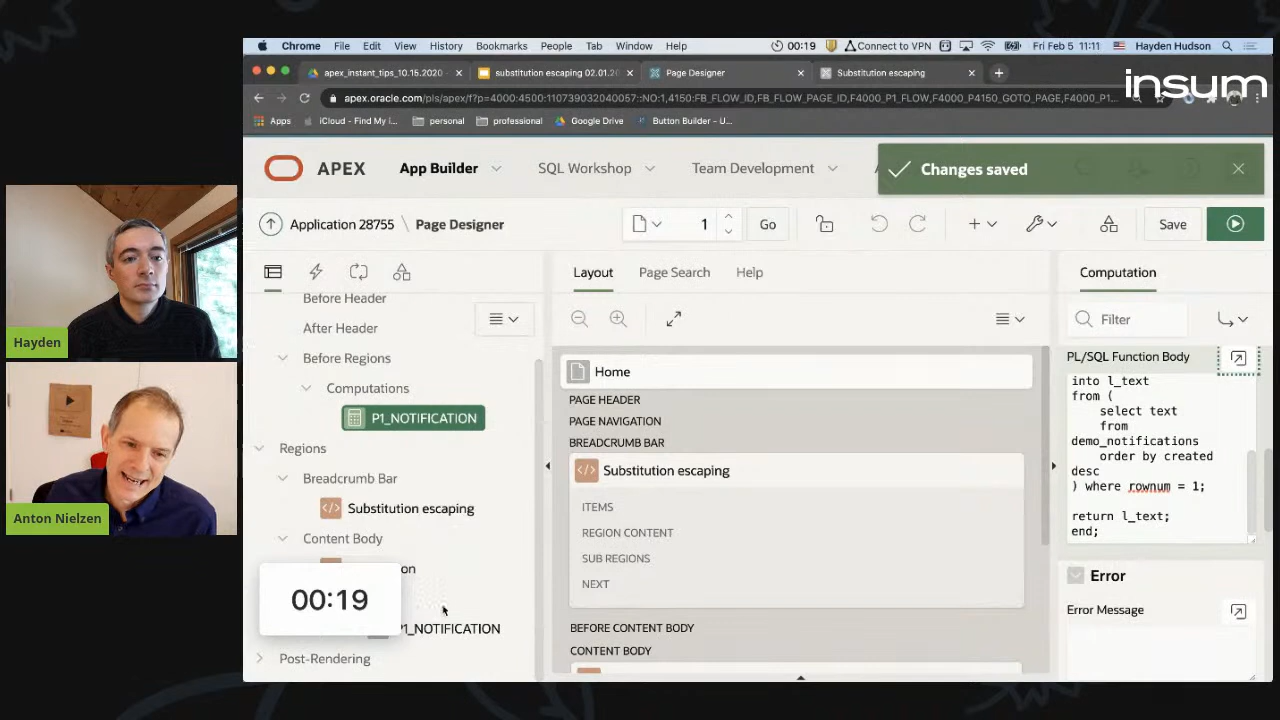 Chrome File Edit View History Bookmarks People Tab Window Help 00:19 Connect to VPN Fri Feb 5 11:11 Hayden Hudson
apex_instant_tips_10.15.2020 substitution escaping 02.01.20 Page Designer Substitution escaping
insum
apex.oracle.com/pls/apex/f?p=4000:4500:110739032040057::NO:1,4150:FB_FLOW_ID,FB_FLOW_PAGE_ID,F4000_P1_FLOW,F4000_P4150_GOTO_PAGE,F4000_P1...
Apps iCloud - Find My i... personal professional Google Drive Button Builder - U...
APEX App Builder SQL Workshop Team Development
Changes saved
Application 28755 \ Page Designer 1 Go Save
Layout Page Search Help Computation
Before Header
After Header
Filter
Before Regions
Computations
P1_NOTIFICATION
Regions
Breadcrumb Bar
Substitution escaping
Content Body
on
P1_NOTIFICATION
Post-Rendering
00:19
Home
PAGE HEADER
PAGE NAVIGATION
BREADCRUMB BAR
Substitution escaping
ITEMS
REGION CONTENT
SUB REGIONS
NEXT
BEFORE CONTENT BODY
CONTENT BODY
PL/SQL Function Body
into l_text
from (
select text
from
demo_notifications
order by created
desc
) where rownum = 1;
return l_text;
end;
Error
Error Message
Hayden
Anton Nielzen